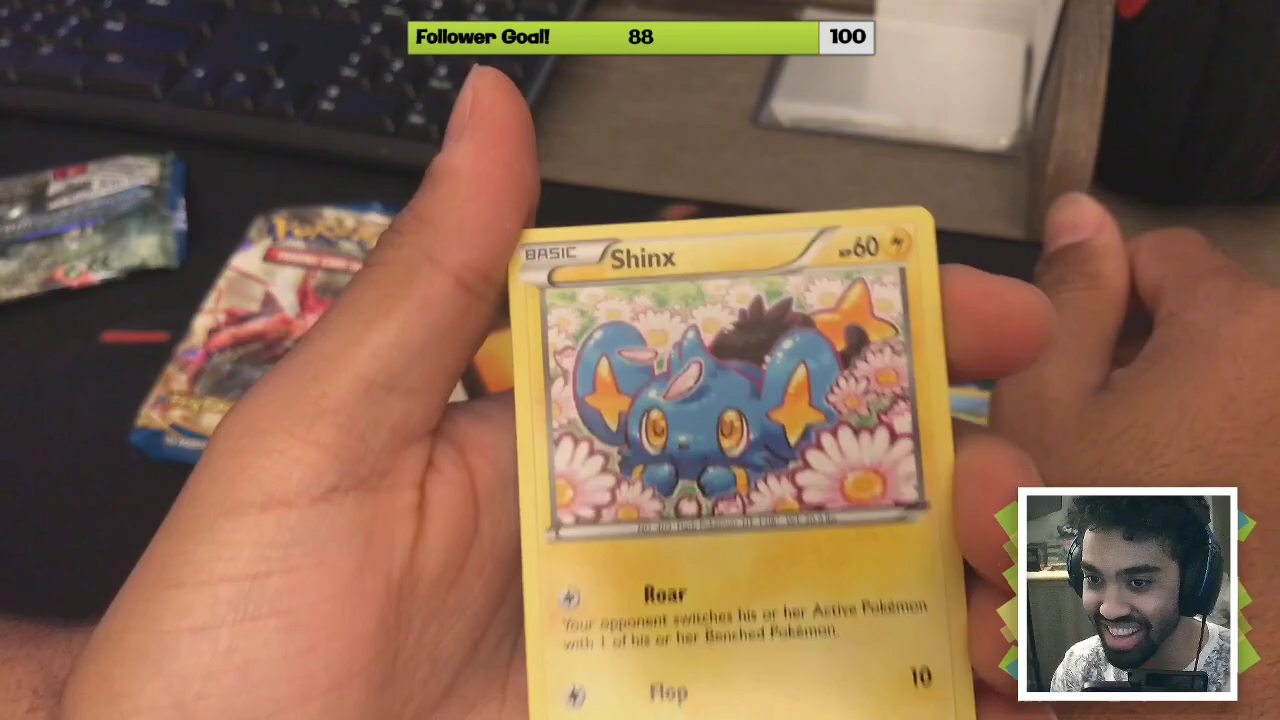 Follower Goal! 88 100
BASIC Shinx HP60
Roar
Your opponent switches his or her Active Pokémon
with 1 of his or her Benched Pokémon.
Flop 10